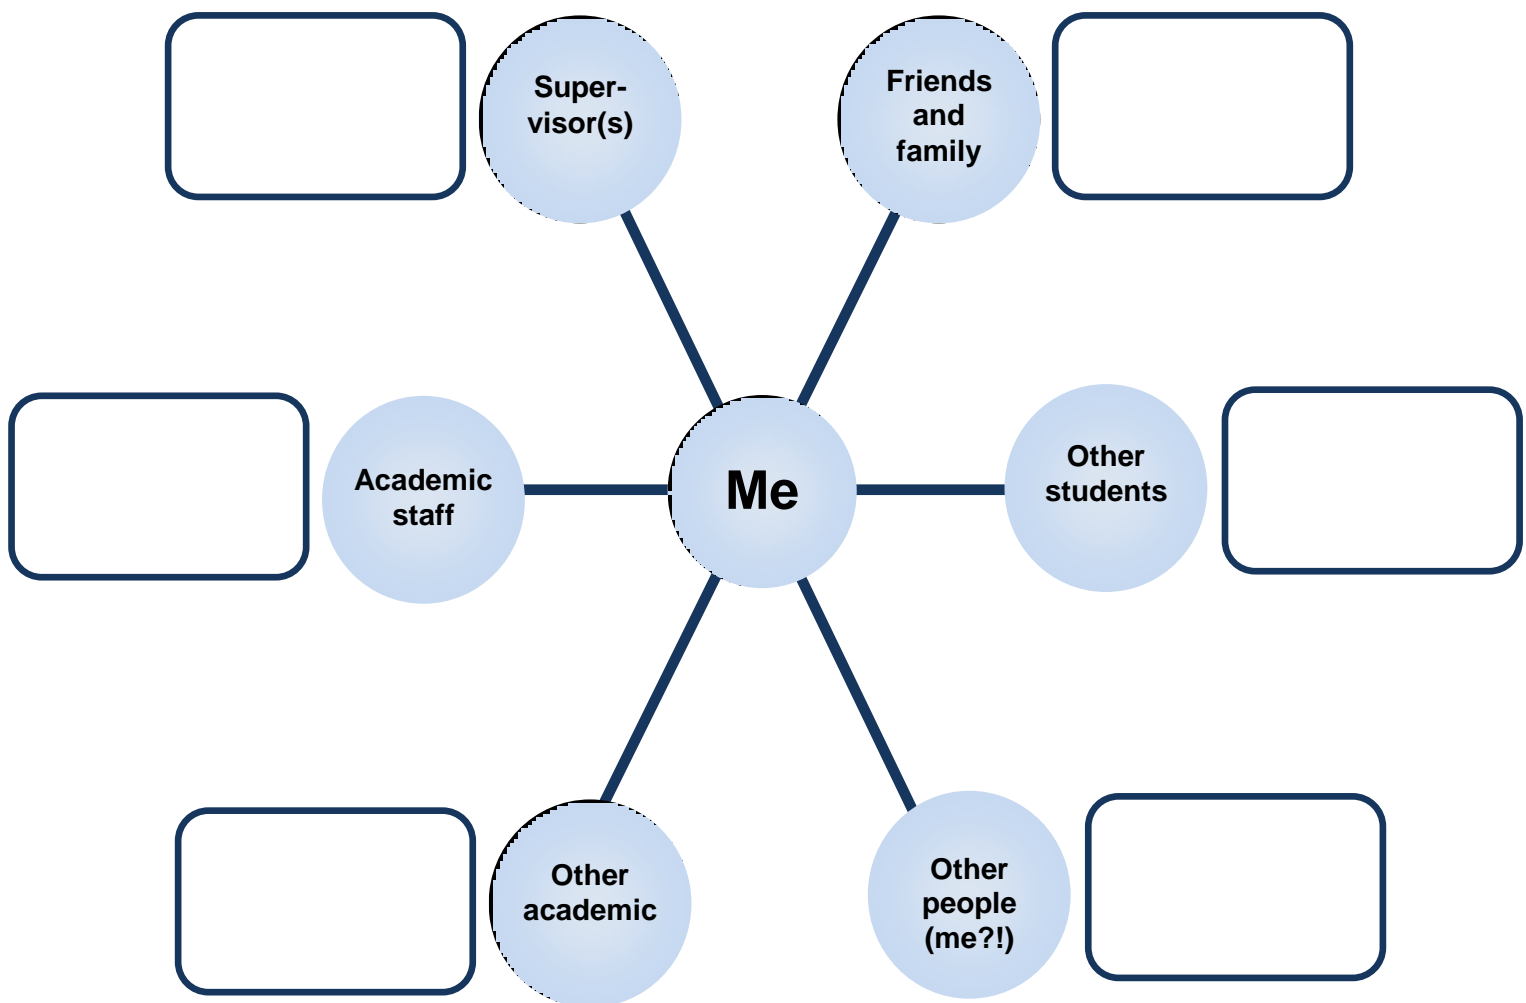 Super-
visor(s)
Friends
and
family
Academic
staff
Me
Other
students
Other
academic
Other
people
(me?!)